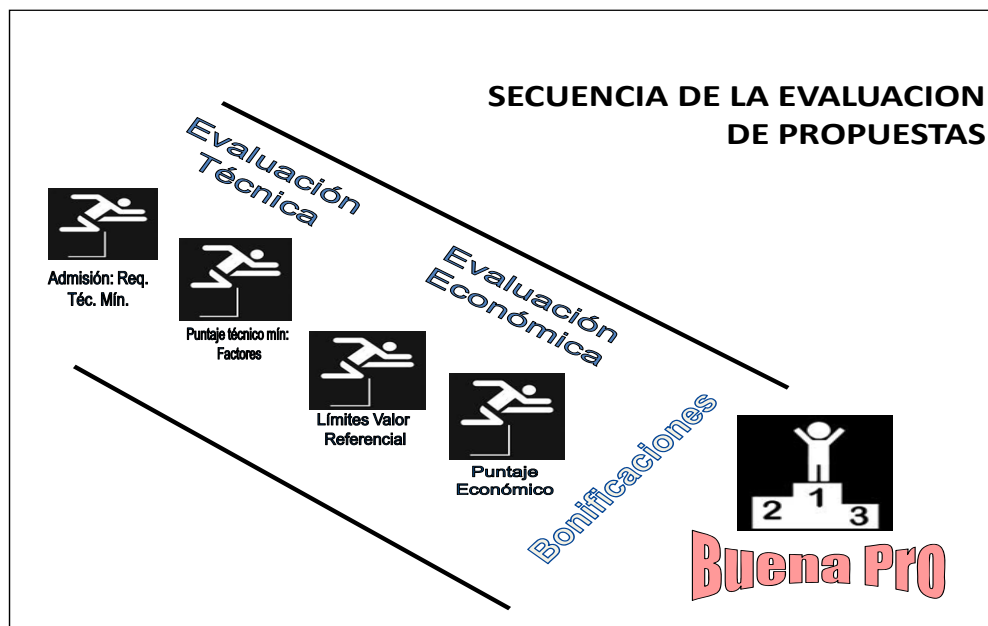 SECUENCIA DE LA EVALUACION
DE PROPUESTAS
Evaluación
Técnica
Admisión: Req.
Téc. Mín.
Puntaje técnico mín:
Factores
Evaluación
Económica
Límites Valor
Referencial
Puntaje
Económico
Bonificaciones
1
2
3
Buena Pro